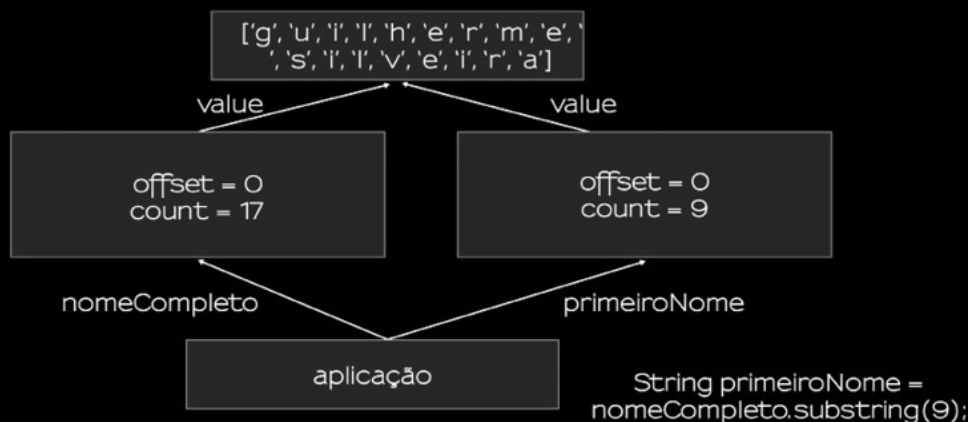 ['g', 'u', 'i', 'l', 'h', 'e', 'r', 'm', 'e', '
', 's', 'i', 'l', 'v', 'e', 'i', 'r', 'a']
value
value
offset = 0
count = 17
offset = 0
count = 9
nomeCompleto
primeiroNome
aplicação
String primeiroNome =
nomeCompleto.substring(9);